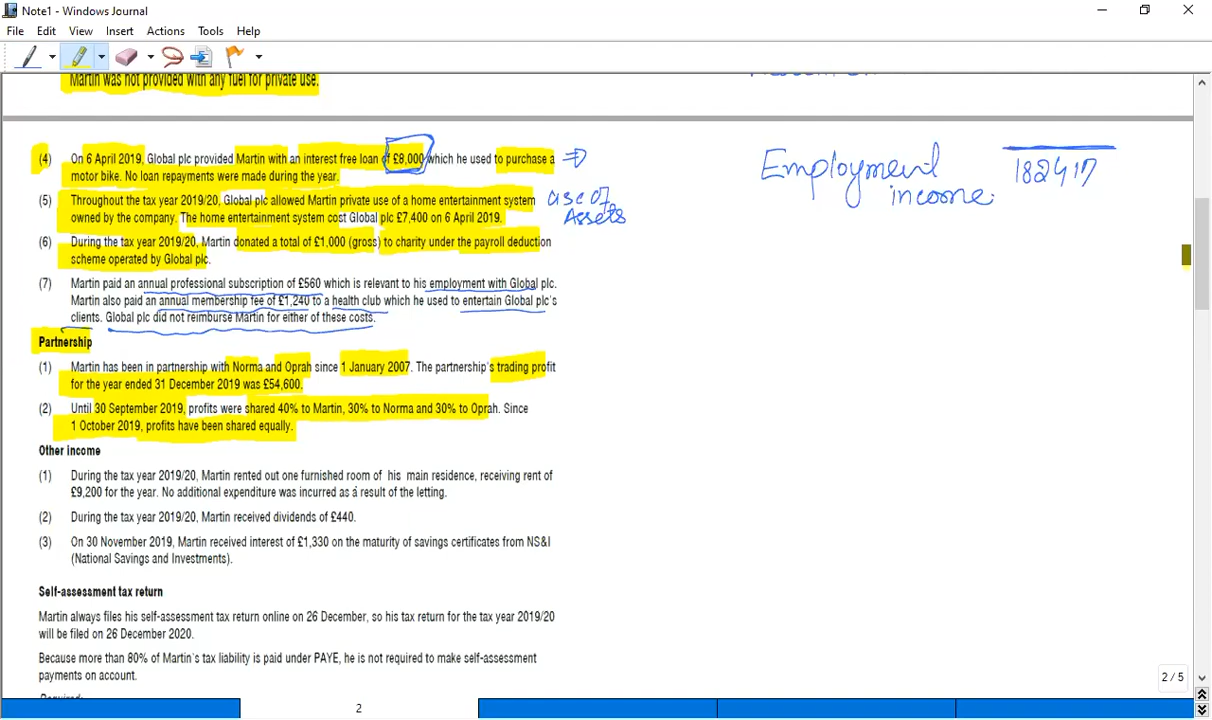 Note1 - Windows Journal
File Edit View Insert Actions Tools Help
Martin was not provided with any fuel for private use.
(4) On 6 April 2019, Global plc provided Martin with an interest free loan of £8,000 which he used to purchase a
motor bike. No loan repayments were made during the year.
Employment
income.
182417
(5) Throughout the tax year 2019/20, Global plc allowed Martin private use of a home entertainment system
owned by the company. The home entertainment system cost Global plc £7,400 on 6 April 2019.
use of
Assets
(6) During the tax year 2019/20, Martin donated a total of £1,000 (gross) to charity under the payroll deduction
scheme operated by Global plc.
(7) Martin paid an annual professional subscription of £560 which is relevant to his employment with Global plc.
Martin also paid an annual membership fee of £1,240 to a health club which he used to entertain Global plc's
clients. Global plc did not reimburse Martin for either of these costs.
Partnership
(1) Martin has been in partnership with Norma and Oprah since 1 January 2007. The partnership's trading profit
for the year ended 31 December 2019 was £54,600.
(2) Until 30 September 2019, profits were shared 40% to Martin, 30% to Norma and 30% to Oprah. Since
1 October 2019, profits have been shared equally.
Other income
(1) During the tax year 2019/20, Martin rented out one furnished room of his main residence, receiving rent of
£9,200 for the year. No additional expenditure was incurred as a result of the letting.
(2) During the tax year 2019/20, Martin received dividends of £440.
(3) On 30 November 2019, Martin received interest of £1,330 on the maturity of savings certificates from NS&I
(National Savings and Investments).
Self-assessment tax return
Martin always files his self-assessment tax return online on 26 December, so his tax return for the tax year 2019/20
will be filed on 26 December 2020.
Because more than 80% of Martin's tax liability is paid under PAYE, he is not required to make self-assessment
payments on account.
2 / 5
2